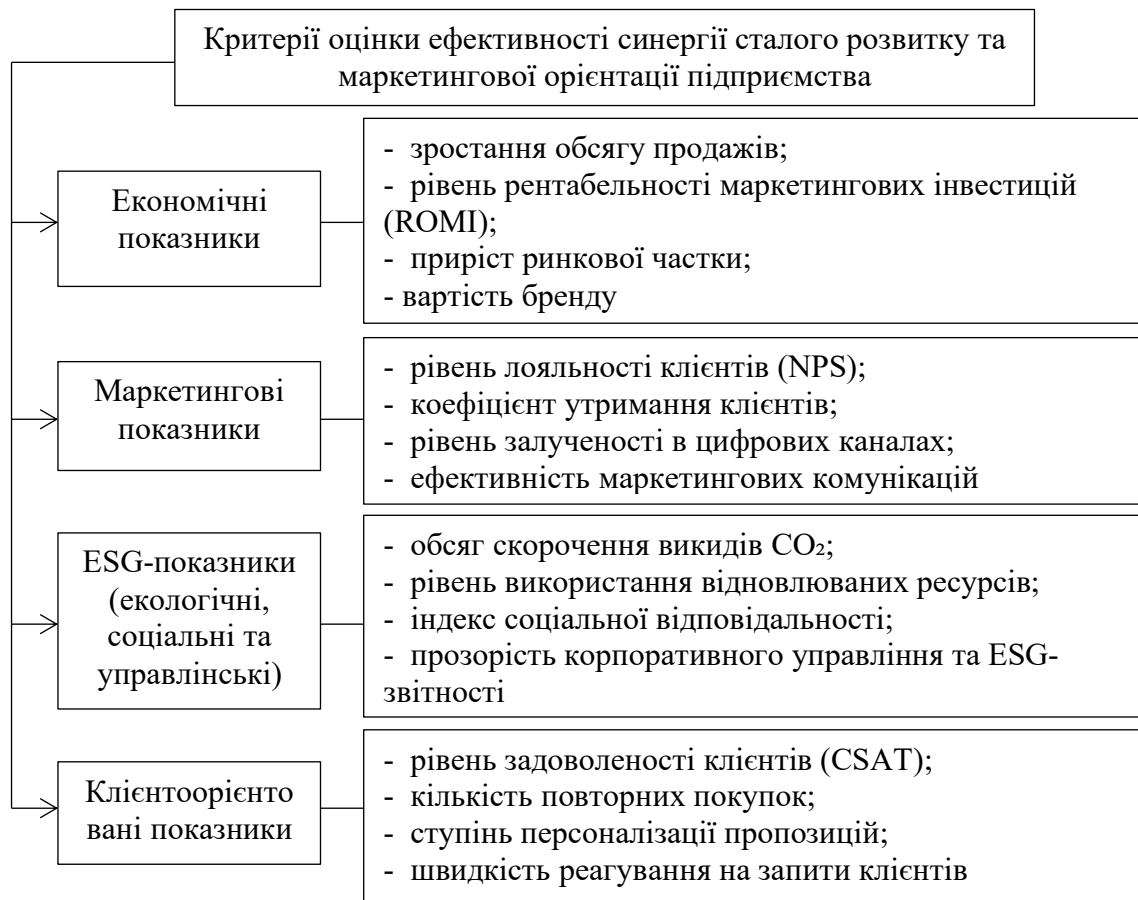 Критерії оцінки ефективності синергії сталого розвитку та
маркетингової орієнтації підприємства
Економічні
показники
- зростання обсягу продажів;
- рівень рентабельності маркетингових інвестицій
(ROMI);
- приріст ринкової частки;
- вартість бренду
Маркетингові
показники
- рівень лояльності клієнтів (NPS);
- коефіцієнт утримання клієнтів;
- рівень залученості в цифрових каналах;
- ефективність маркетингових комунікацій
ESG-показники
(екологічні,
соціальні та
управлінські)
- обсяг скорочення викидів CO₂;
- рівень використання відновлюваних ресурсів;
- індекс соціальної відповідальності;
- прозорість корпоративного управління та ESG-
звітності
Клієнтоорієнто
вані показники
- рівень задоволеності клієнтів (CSAT);
- кількість повторних покупок;
- ступінь персоналізації пропозицій;
- швидкість реагування на запити клієнтів